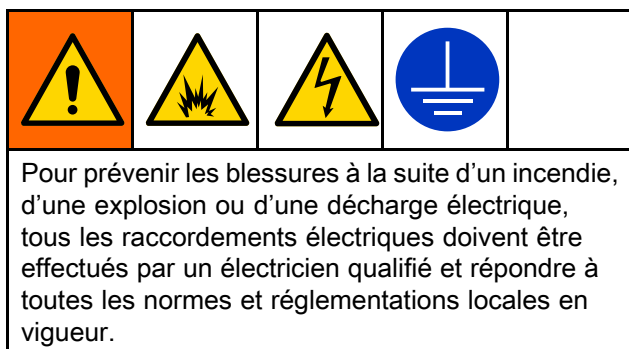 Pour prévenir les blessures à la suite d'un incendie,
d'une explosion ou d'une décharge électrique,
tous les raccordements électriques doivent être
effectués par un électricien qualifié et répondre à
toutes les normes et réglementations locales en
vigueur.